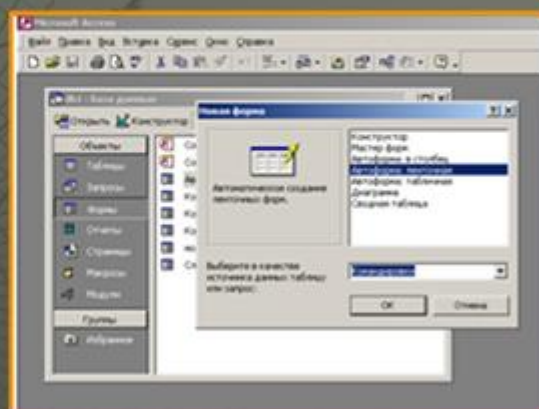 Microsoft Access
Файл Правка Вид Вставка Сервис Окно Справка
База данных
Открыть Конструктор
Объекты
Таблицы
Запросы
Формы
Отчеты
Страницы
Макросы
Модули
Группы
Избранное
Новая форма
Автоматическое создание
ленточных форм.
Конструктор
Мастер форм
Автоформа: в столбец
Автоформа: ленточная
Автоформа: табличная
Диаграмма
Сводная таблица
Выберите в качестве
источника данных таблицу
или запрос:
Командировка
ОК
Отмена